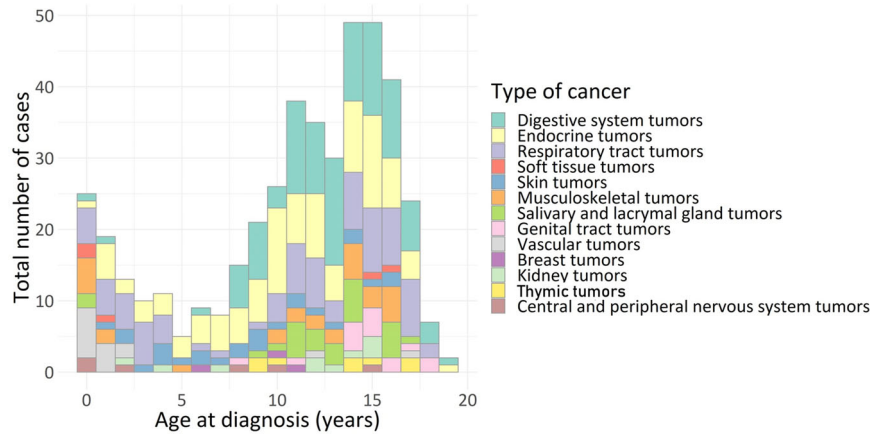 50
40
30
20
10
0
Total number of cases
0 5 10 15 20
Age at diagnosis (years)
Type of cancer
Digestive system tumors
Endocrine tumors
Respiratory tract tumors
Soft tissue tumors
Skin tumors
Musculoskeletal tumors
Salivary and lacrymal gland tumors
Genital tract tumors
Vascular tumors
Breast tumors
Kidney tumors
Thymic tumors
Central and peripheral nervous system tumors